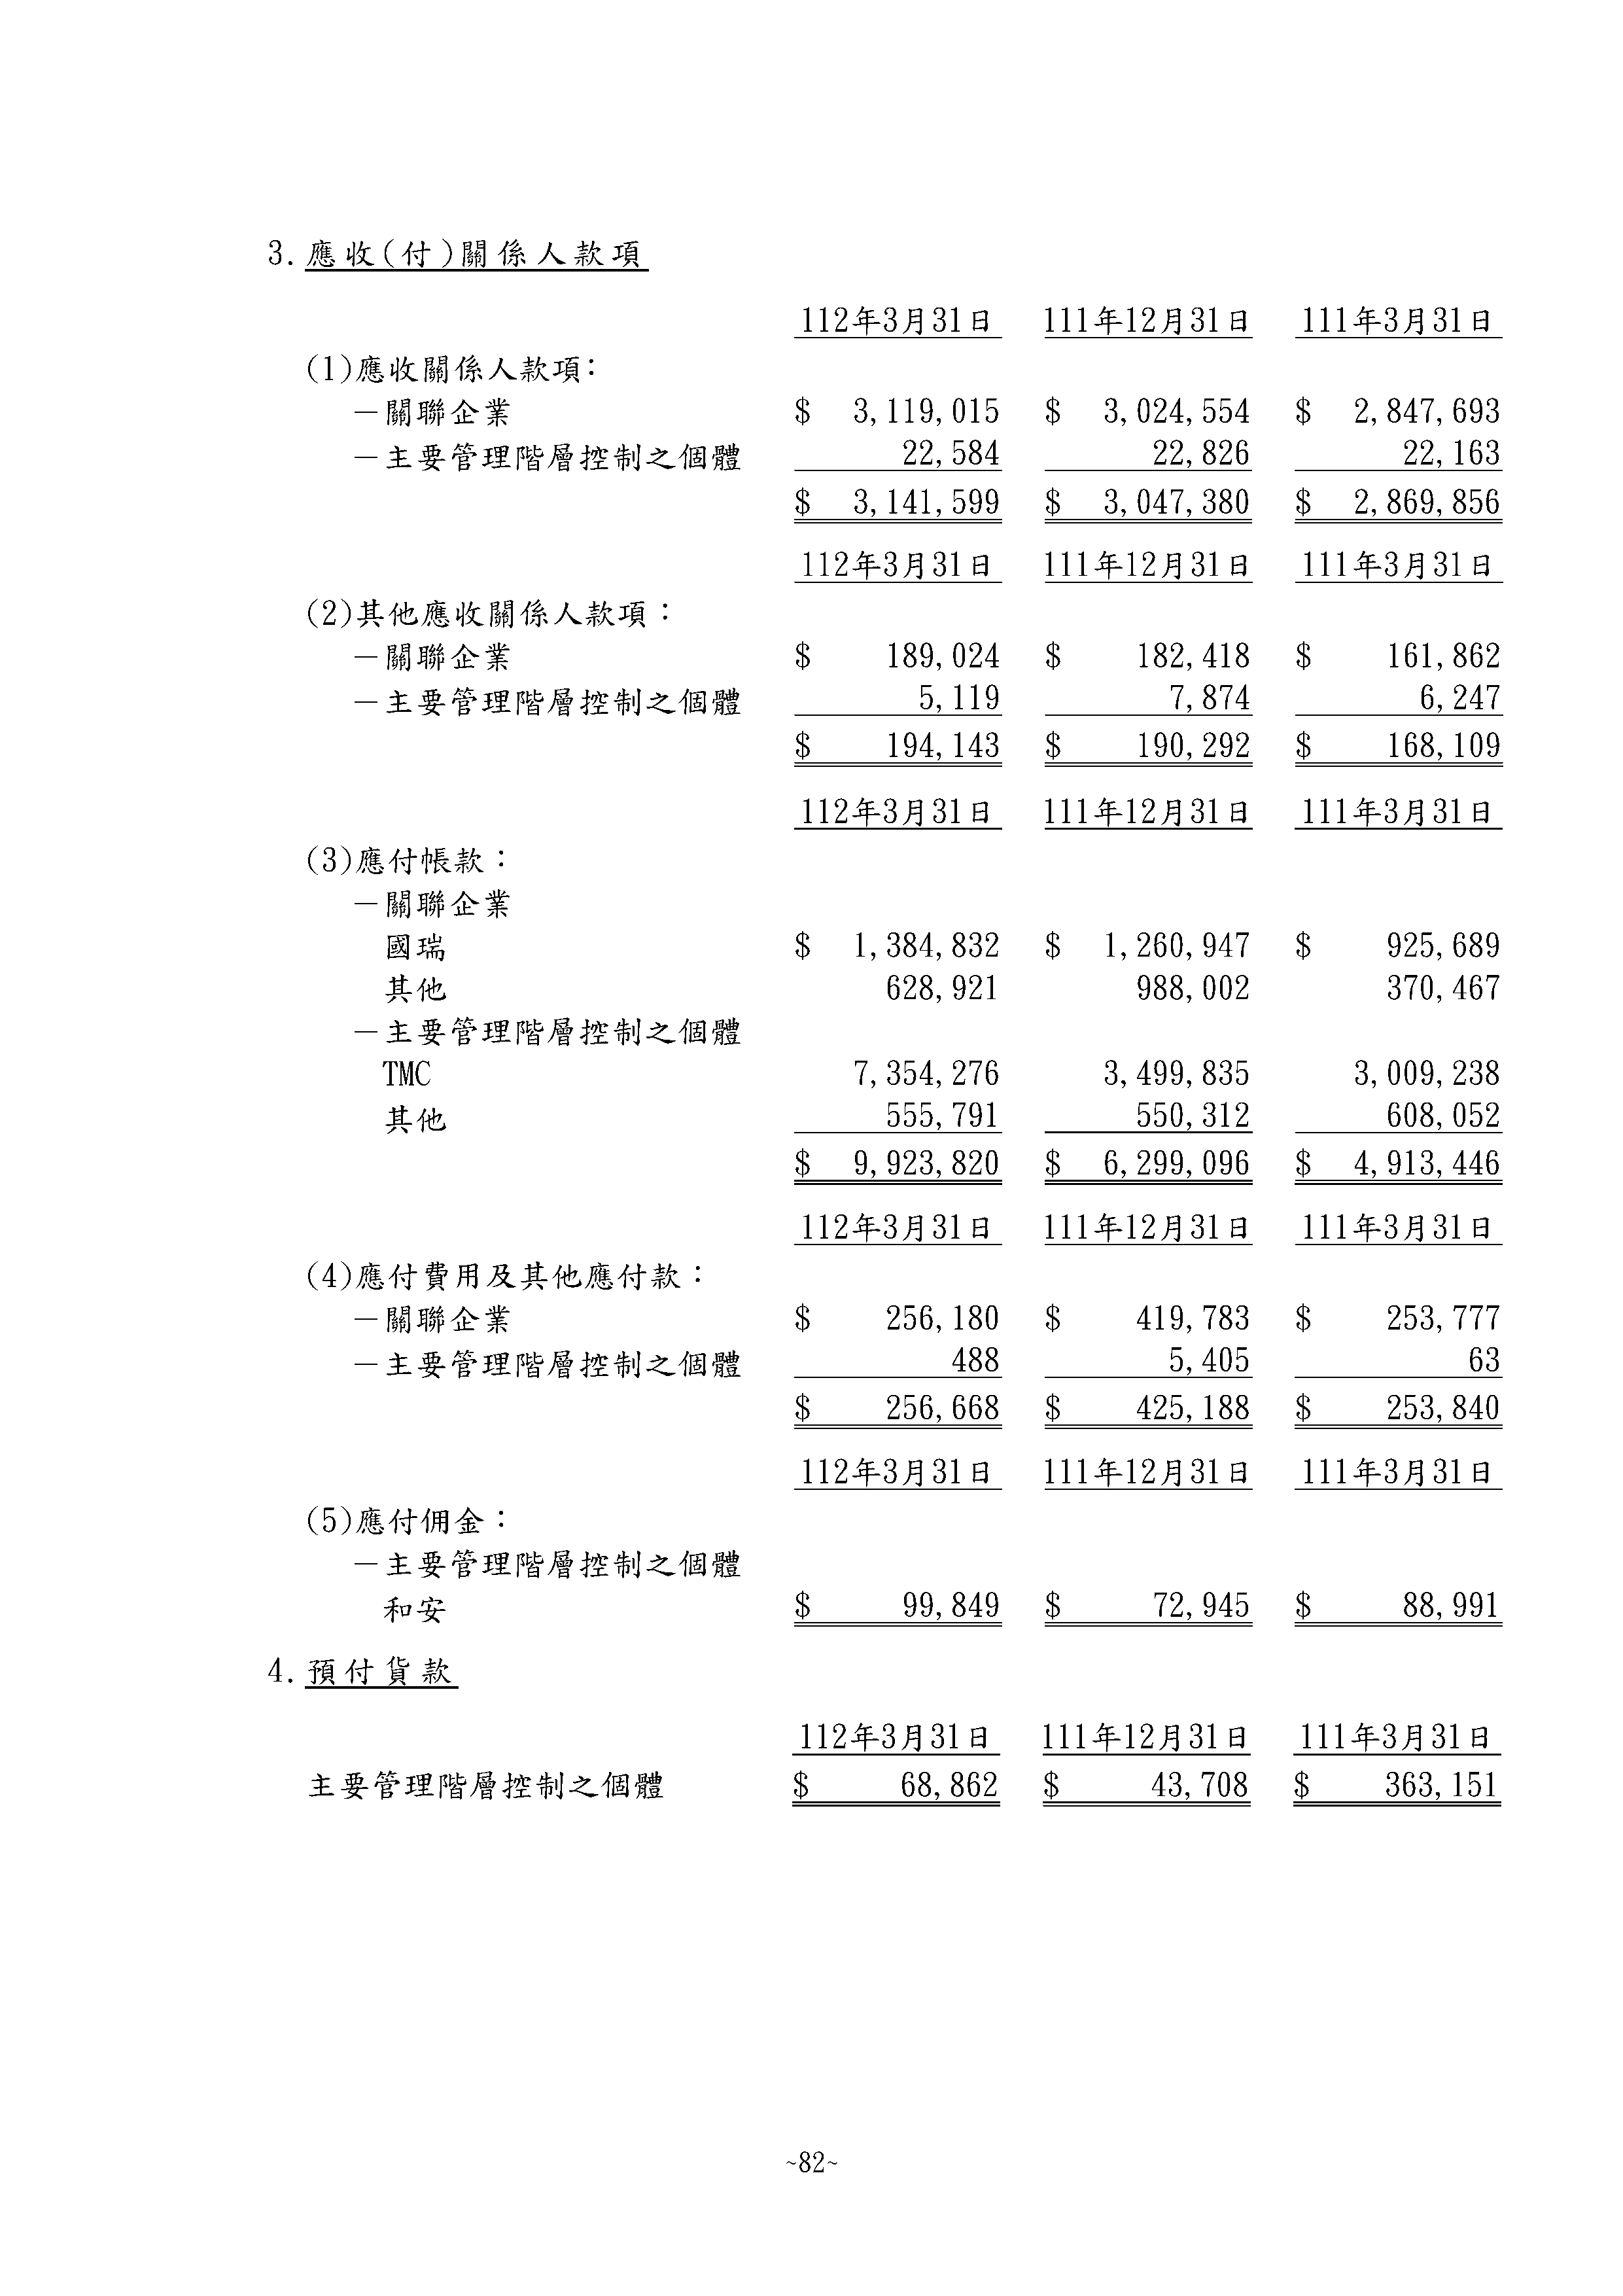 3. 應收(付)關係人款項
112年3月31日 111年12月31日 111年3月31日
(1)應收關係人款項:
－關聯企業 $ 3,119,015 $ 3,024,554 $ 2,847,693
－主要管理階層控制之個體 22,584 22,826 22,163
$ 3,141,599 $ 3,047,380 $ 2,869,856
112年3月31日 111年12月31日 111年3月31日
(2)其他應收關係人款項：
－關聯企業 $ 189,024 $ 182,418 $ 161,862
－主要管理階層控制之個體 5,119 7,874 6,247
$ 194,143 $ 190,292 $ 168,109
112年3月31日 111年12月31日 111年3月31日
(3)應付帳款：
－關聯企業
國瑞 $ 1,384,832 $ 1,260,947 $ 925,689
其他 628,921 988,002 370,467
－主要管理階層控制之個體
TMC 7,354,276 3,499,835 3,009,238
其他 555,791 550,312 608,052
$ 9,923,820 $ 6,299,096 $ 4,913,446
112年3月31日 111年12月31日 111年3月31日
(4)應付費用及其他應付款：
－關聯企業 $ 256,180 $ 419,783 $ 253,777
－主要管理階層控制之個體 488 5,405 63
$ 256,668 $ 425,188 $ 253,840
112年3月31日 111年12月31日 111年3月31日
(5)應付佣金：
－主要管理階層控制之個體
和安 $ 99,849 $ 72,945 $ 88,991
4. 預付貨款
112年3月31日 111年12月31日 111年3月31日
主要管理階層控制之個體 $ 68,862 $ 43,708 $ 363,151
~82~